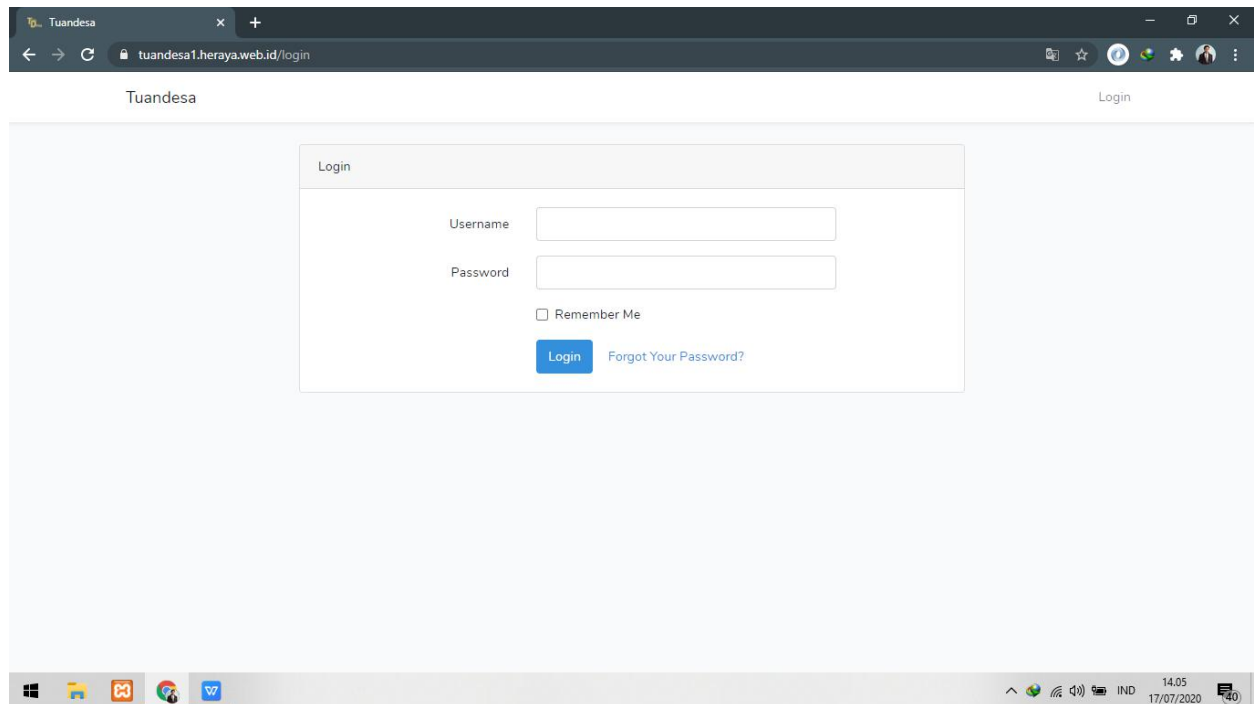 Tuandesa
tuandesa1.heraya.web.id/login
Tuandesa
Login
Login
Username
Password
Remember Me
Login Forgot Your Password?
IND
14.05
17/07/2020
40